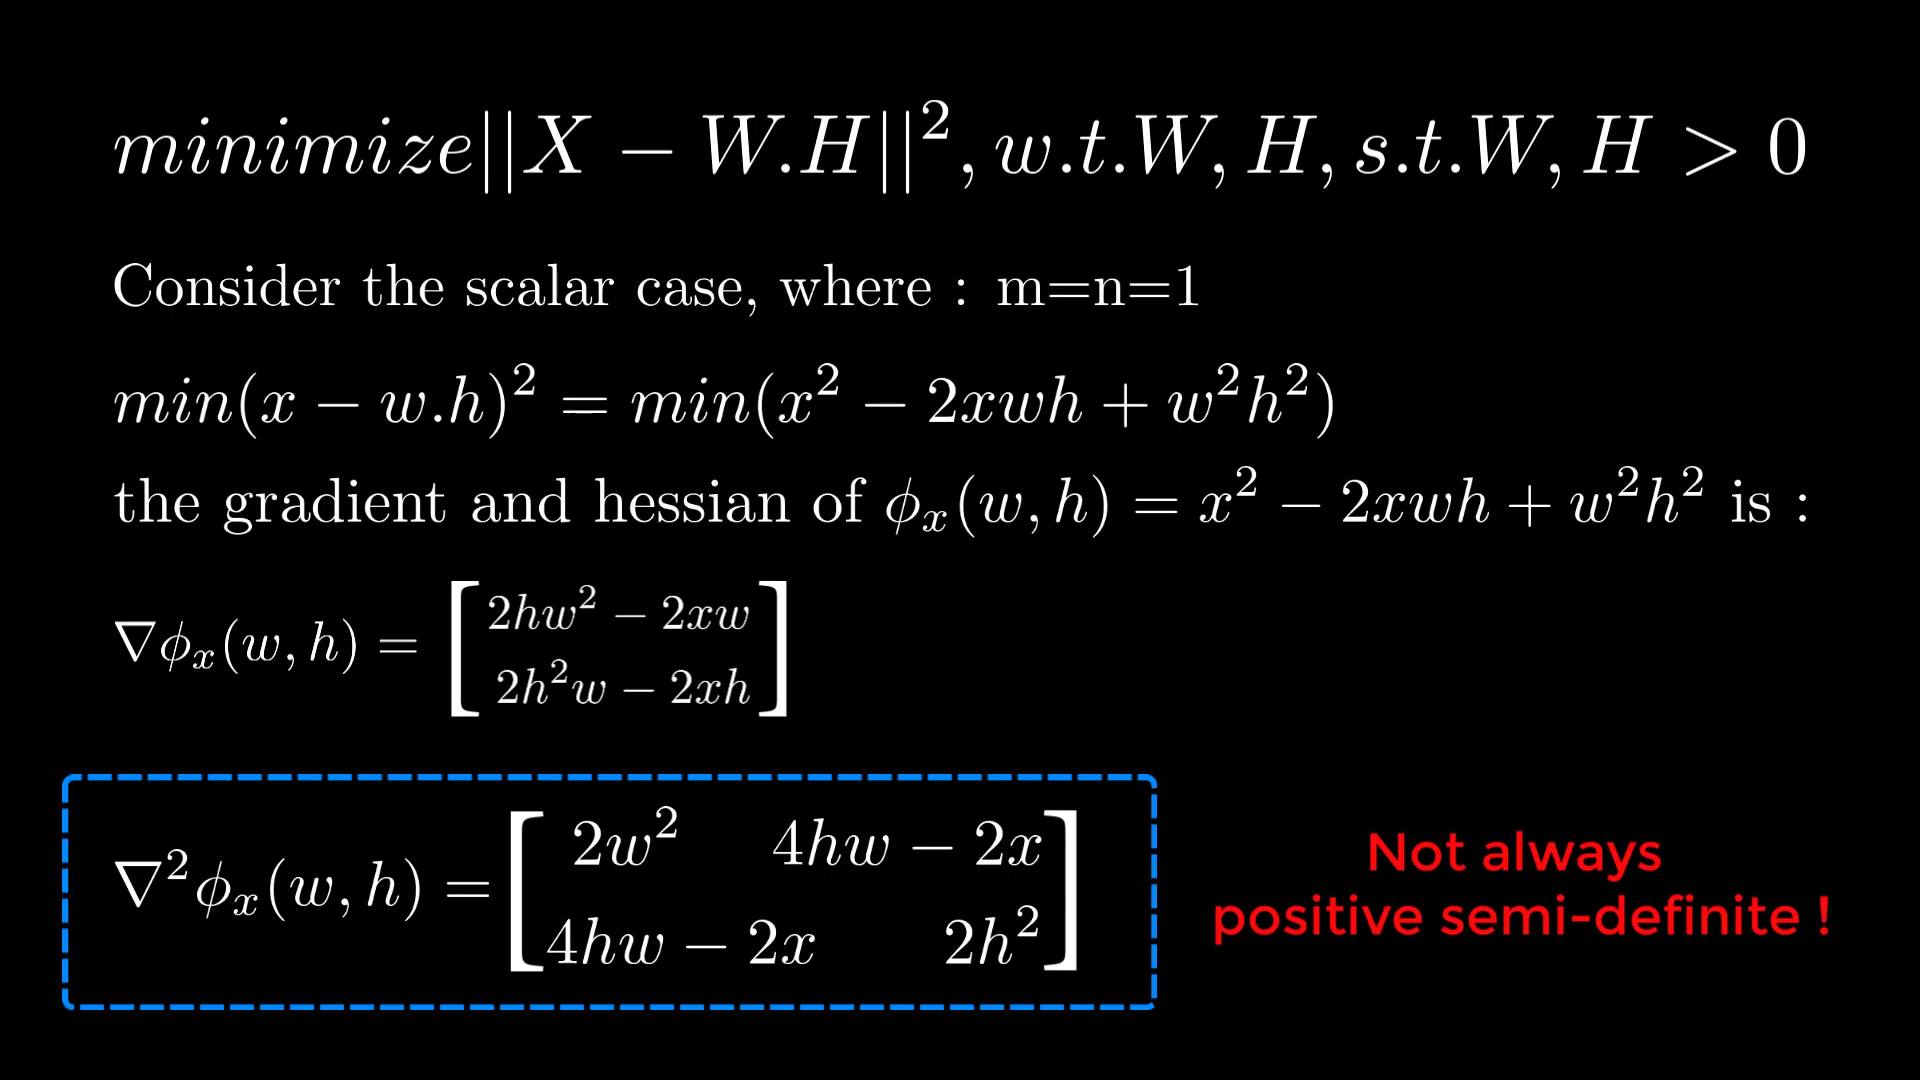 minimize||X − W.H||², w.t.W, H, s.t.W, H > 0
Consider the scalar case, where : m=n=1
min(x − w.h)² = min(x² − 2xwh + w²h²)
the gradient and hessian of ϕₓ(w, h) = x² − 2xwh + w²h² is :
∇ϕₓ(w, h) = [2hw² − 2xw
2h²w − 2xh]
∇²ϕₓ(w, h) = [2w² 4hw − 2x
4hw − 2x 2h²]
Not always
positive semi-definite !